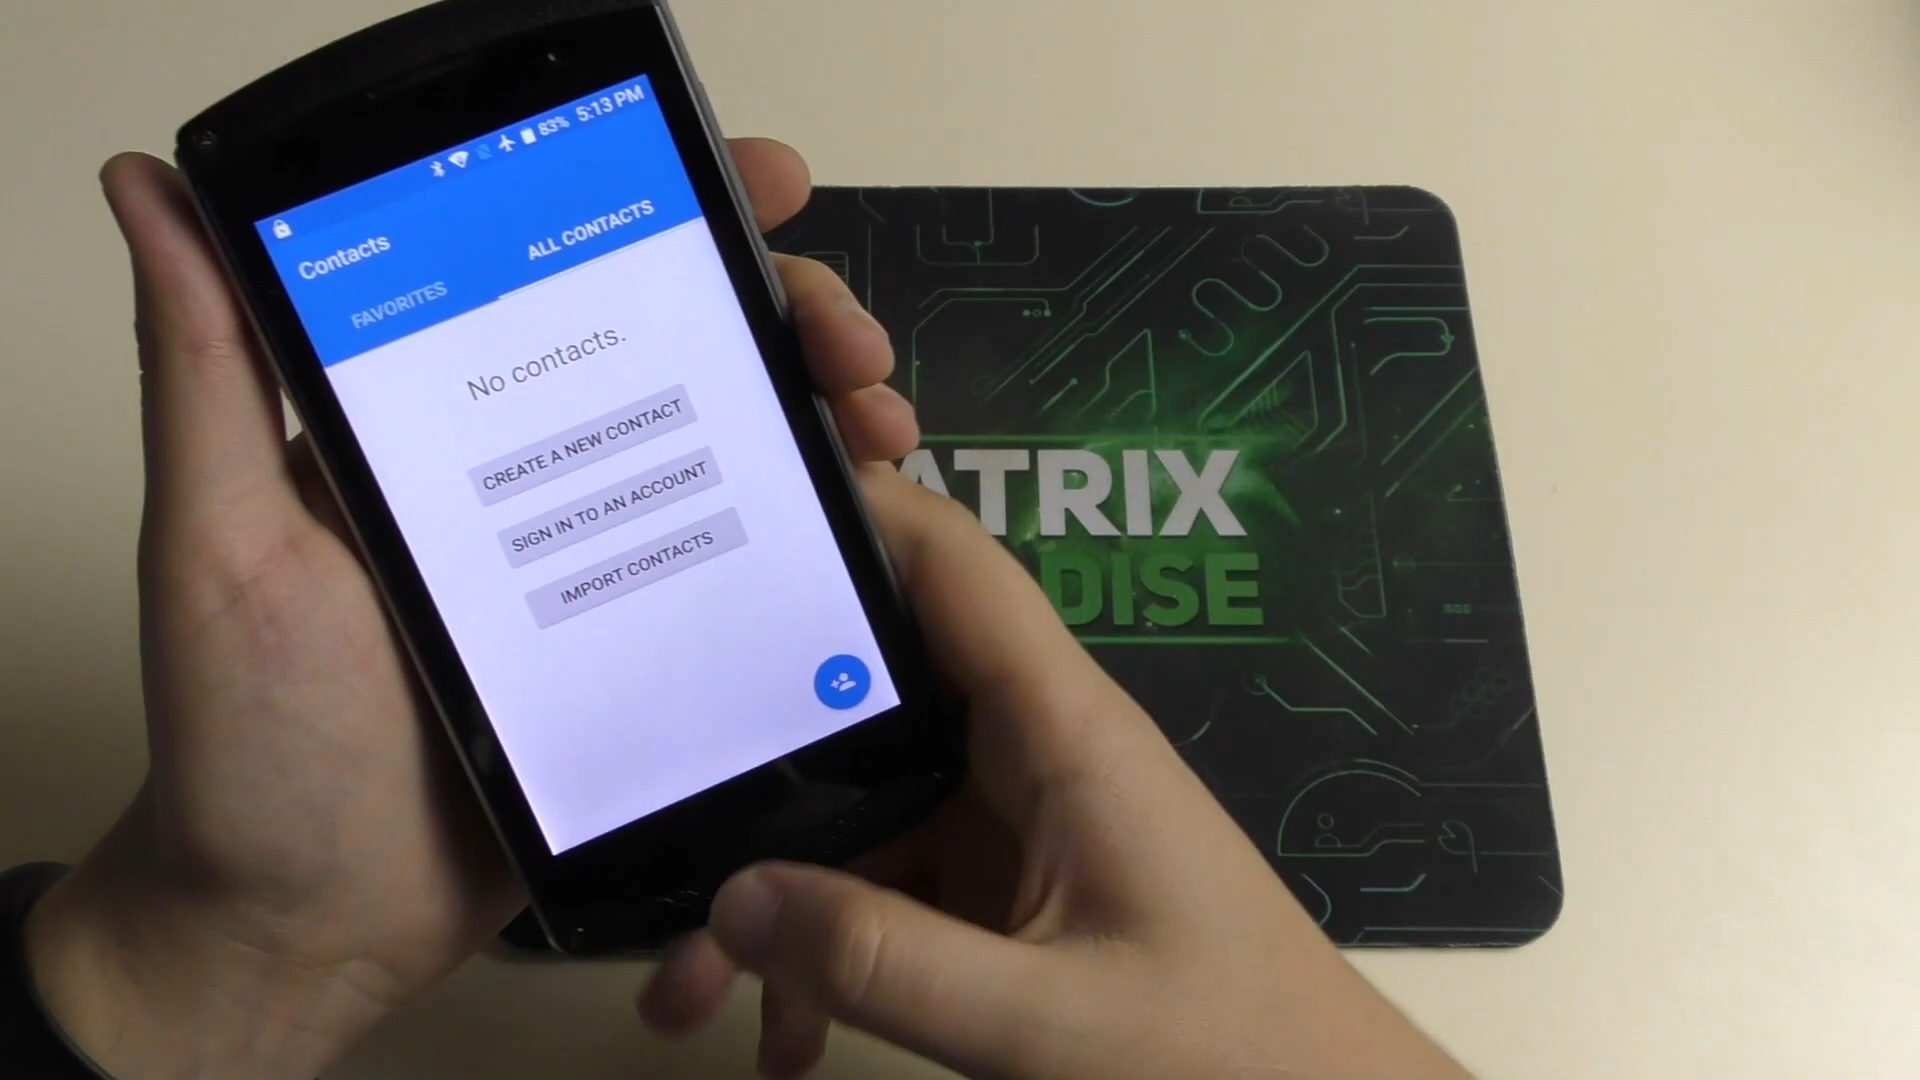 83% 5:13 PM
Contacts
FAVORITES
ALL CONTACTS
No contacts.
CREATE A NEW CONTACT
SIGN IN TO AN ACCOUNT
IMPORT CONTACTS
ATRIX
DISE